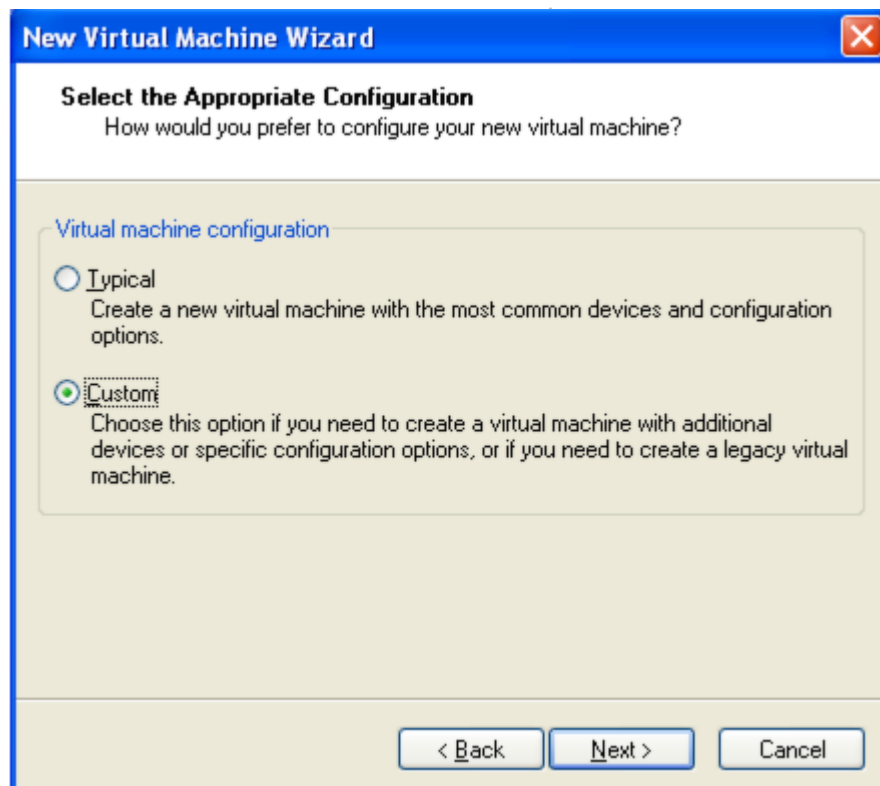 New Virtual Machine Wizard
Select the Appropriate Configuration
How would you prefer to configure your new virtual machine?
Virtual machine configuration
Typical
Create a new virtual machine with the most common devices and configuration
options.
Custom
Choose this option if you need to create a virtual machine with additional
devices or specific configuration options, or if you need to create a legacy virtual
machine.
< Back Next > Cancel